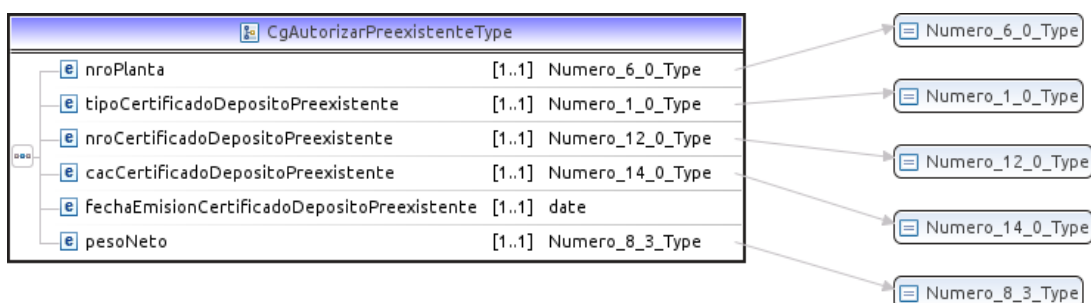 CgAutorizarPreexistenteType
nroPlanta [1..1] Numero_6_0_Type
tipoCertificadoDepositoPreexistente [1..1] Numero_1_0_Type
nroCertificadoDepositoPreexistente [1..1] Numero_12_0_Type
cacCertificadoDepositoPreexistente [1..1] Numero_14_0_Type
fechaEmisionCertificadoDepositoPreexistente [1..1] date
pesoNeto [1..1] Numero_8_3_Type
Numero_6_0_Type
Numero_1_0_Type
Numero_12_0_Type
Numero_14_0_Type
Numero_8_3_Type